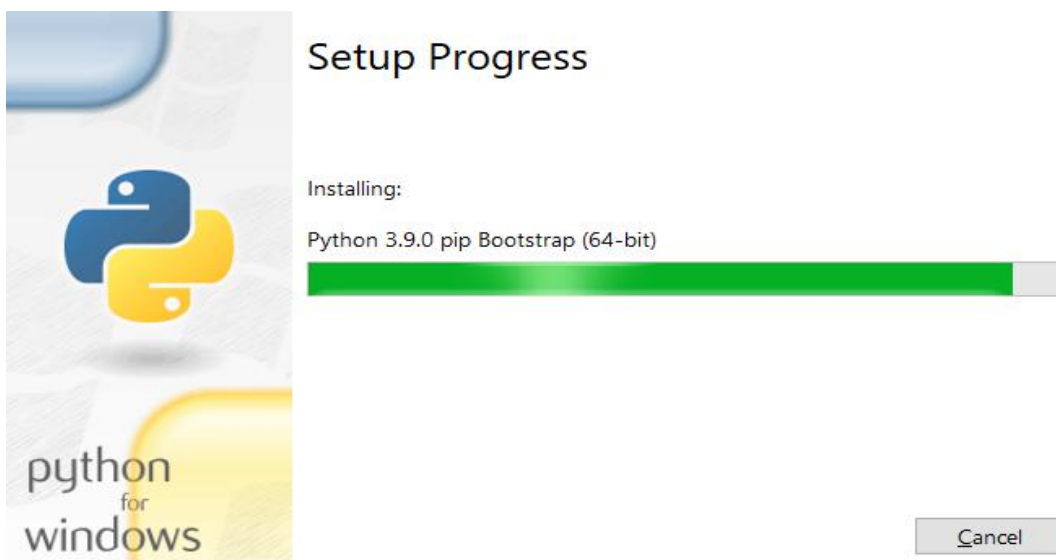 Setup Progress
Installing:
Python 3.9.0 pip Bootstrap (64-bit)
python
for
windows
Cancel